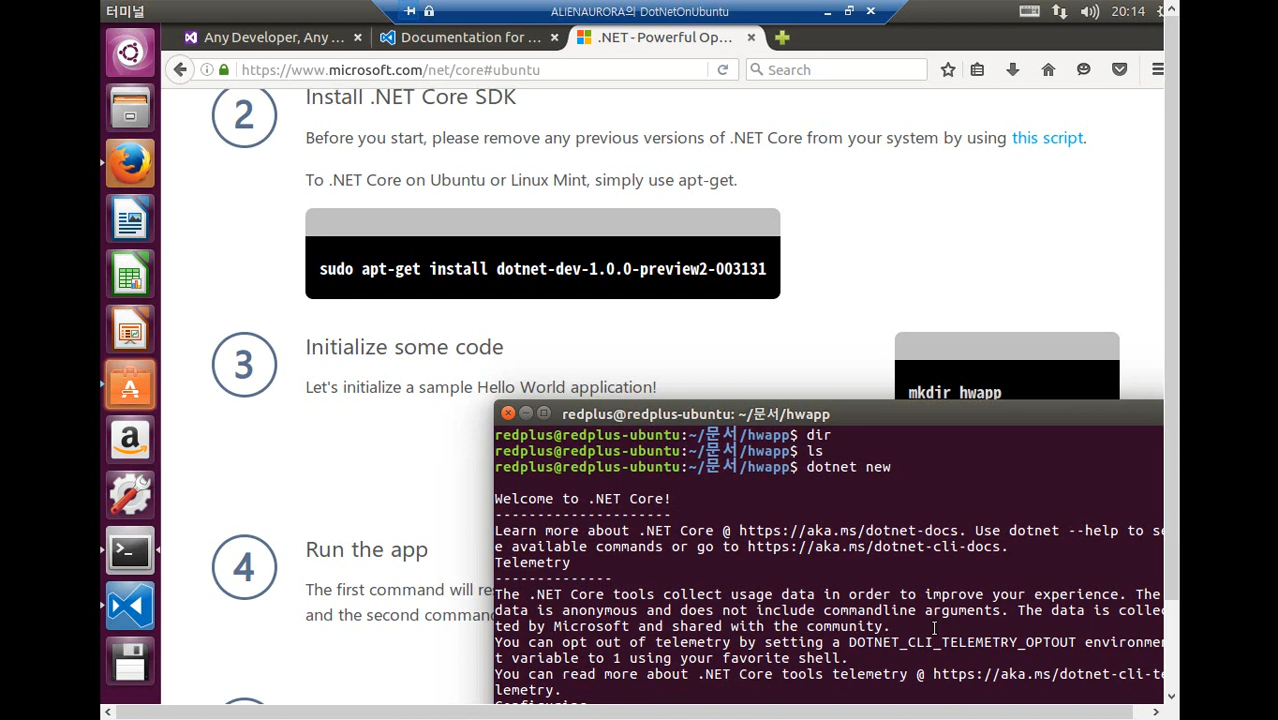 터미널
ALIENAURORA의 DotNetOnUbuntu
20:14
Any Developer, Any ...
Documentation for ...
.NET - Powerful Op...
https://www.microsoft.com/net/core#ubuntu
Search
2
Install .NET Core SDK
Before you start, please remove any previous versions of .NET Core from your system by using this script.
To .NET Core on Ubuntu or Linux Mint, simply use apt-get.
sudo apt-get install dotnet-dev-1.0.0-preview2-003131
3
Initialize some code
Let's initialize a sample Hello World application!
mkdir hwapp
4
Run the app
The first command will res
and the second command
redplus@redplus-ubuntu: ~/문서/hwapp
redplus@redplus-ubuntu:~/문서/hwapp$ dir
redplus@redplus-ubuntu:~/문서/hwapp$ ls
redplus@redplus-ubuntu:~/문서/hwapp$ dotnet new
Welcome to .NET Core!
---------------------
Learn more about .NET Core @ https://aka.ms/dotnet-docs. Use dotnet --help to se
e available commands or go to https://aka.ms/dotnet-cli-docs.
Telemetry
--------------
The .NET Core tools collect usage data in order to improve your experience. The
data is anonymous and does not include commandline arguments. The data is collec
ted by Microsoft and shared with the community.
You can opt out of telemetry by setting a DOTNET_CLI_TELEMETRY_OPTOUT environmen
t variable to 1 using your favorite shell.
You can read more about .NET Core tools telemetry @ https://aka.ms/dotnet-cli-te
lemetry.